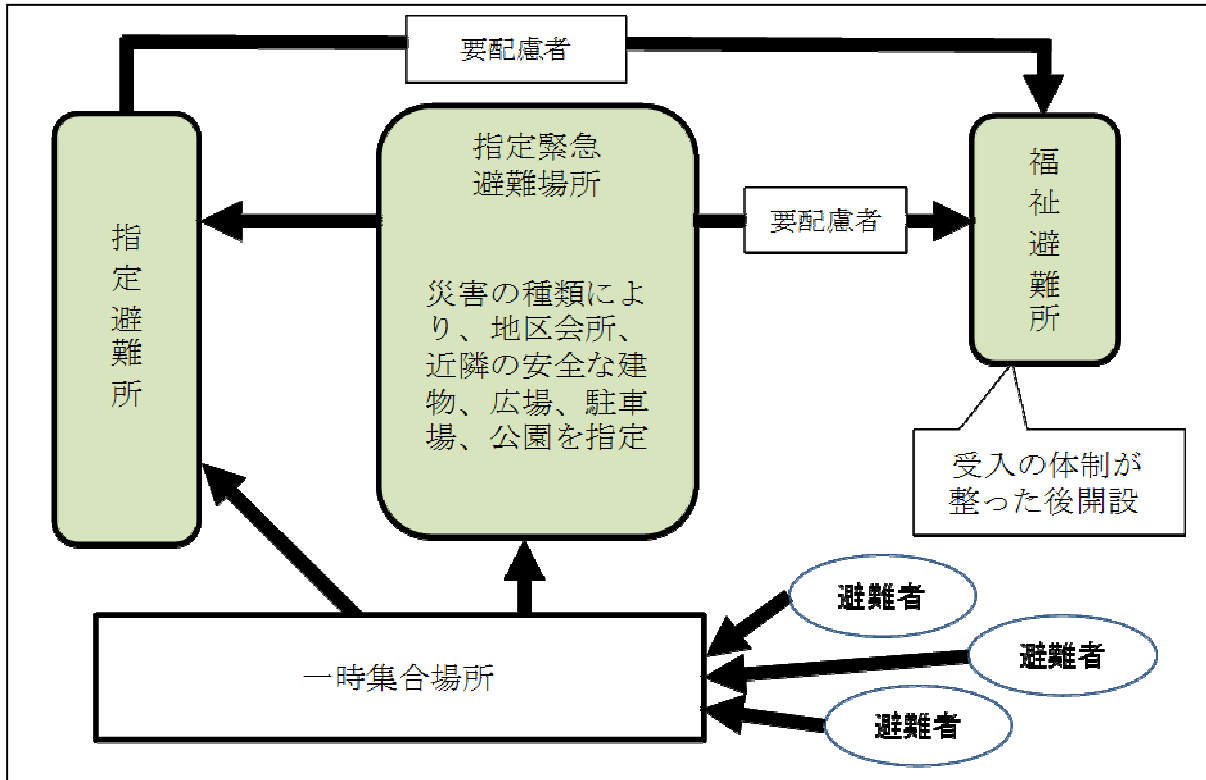 要配慮者
指定緊急
避難場所
災害の種類によ
り、地区会所、
近隣の安全な建
物、広場、駐車
場、公園を指定
指定避難所
要配慮者
福祉避難所
受入の体制が
整った後開設
避難者
避難者
避難者
一時集合場所